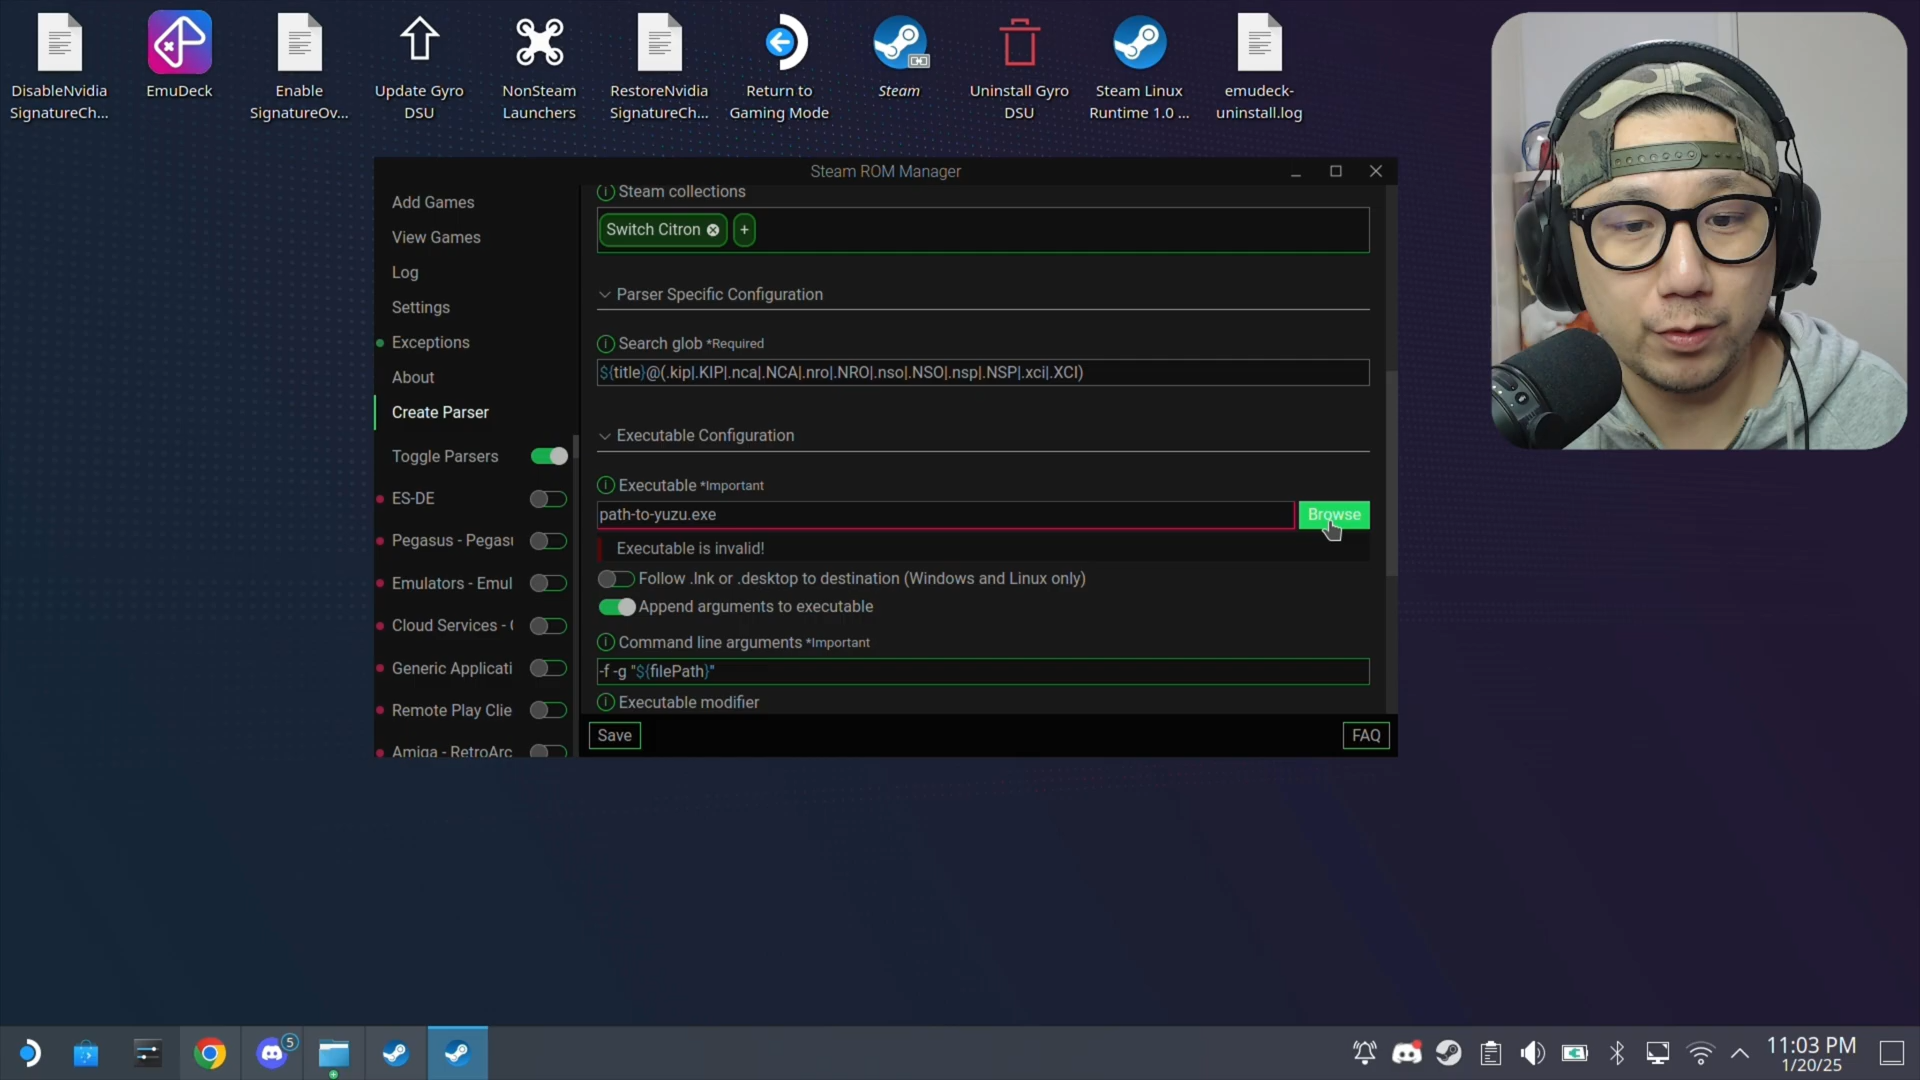 DisableNvidia
SignatureCh...
EmuDeck
Enable
SignatureOv...
Update Gyro
DSU
NonSteam
Launchers
RestoreNvidia
SignatureCh...
Return to
Gaming Mode
Steam
Uninstall Gyro
DSU
Steam Linux
Runtime 1.0 ...
emudeck-
uninstall.log
Steam ROM Manager
Add Games
View Games
Log
Settings
Exceptions
About
Create Parser
Toggle Parsers
ES-DE
Pegasus - Pegas
Emulators - Emul
Cloud Services -
Generic Applicati
Remote Play Clie
Amiga - RetroArc
Steam collections
Switch Citron
+
Parser Specific Configuration
Search glob *Required
${title}@(.kip|.KIP|.nca|.NCA|.nro|.NRO|.nso|.NSO|.nsp|.NSP|.xci|.XCI)
Executable Configuration
Executable *Important
path-to-yuzu.exe
Browse
Executable is invalid!
Follow .lnk or .desktop to destination (Windows and Linux only)
Append arguments to executable
Command line arguments *Important
-f -g "${filePath}"
Executable modifier
Save
FAQ
5
11:03 PM
1/20/25